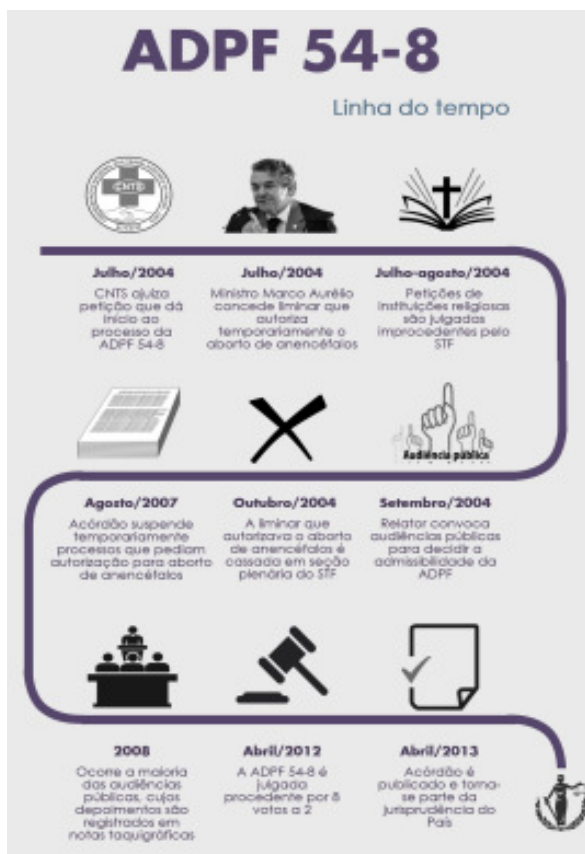 ADPF 54-8
Linha do tempo
CNTS
Julho/2004
CNTS ajuiza
petição que dá
início ao
processo da
ADPF 54-8
Julho/2004
Ministro Marco Aurélio
concede liminar que
autoriza
temporariamente o
aborto de anencéfalos
Julho-agosto/2004
Petições de
instituições religiosas
são julgadas
improcedentes pelo
STF
Audiência pública
Setembro/2004
Relator convoca
audiências públicas
para decidir a
admissibilidade da
ADPF
Outubro/2004
A liminar que
autorizava o aborto
de anencéfalos é
cassada em seção
plenária do STF
Agosto/2007
Acórdão suspende
temporariamente
processos que pediam
autorização para aborto
de anencéfalos
2008
Ocorre a maioria
das audiências
públicas, cujos
depoimentos são
registrados em
notas taquigráficas
Abril/2012
A ADPF 54-8 é
julgada
procedente por 8
votos a 2
Abril/2013
Acórdão é
publicado e torna-
se parte da
jurisprudência do
País